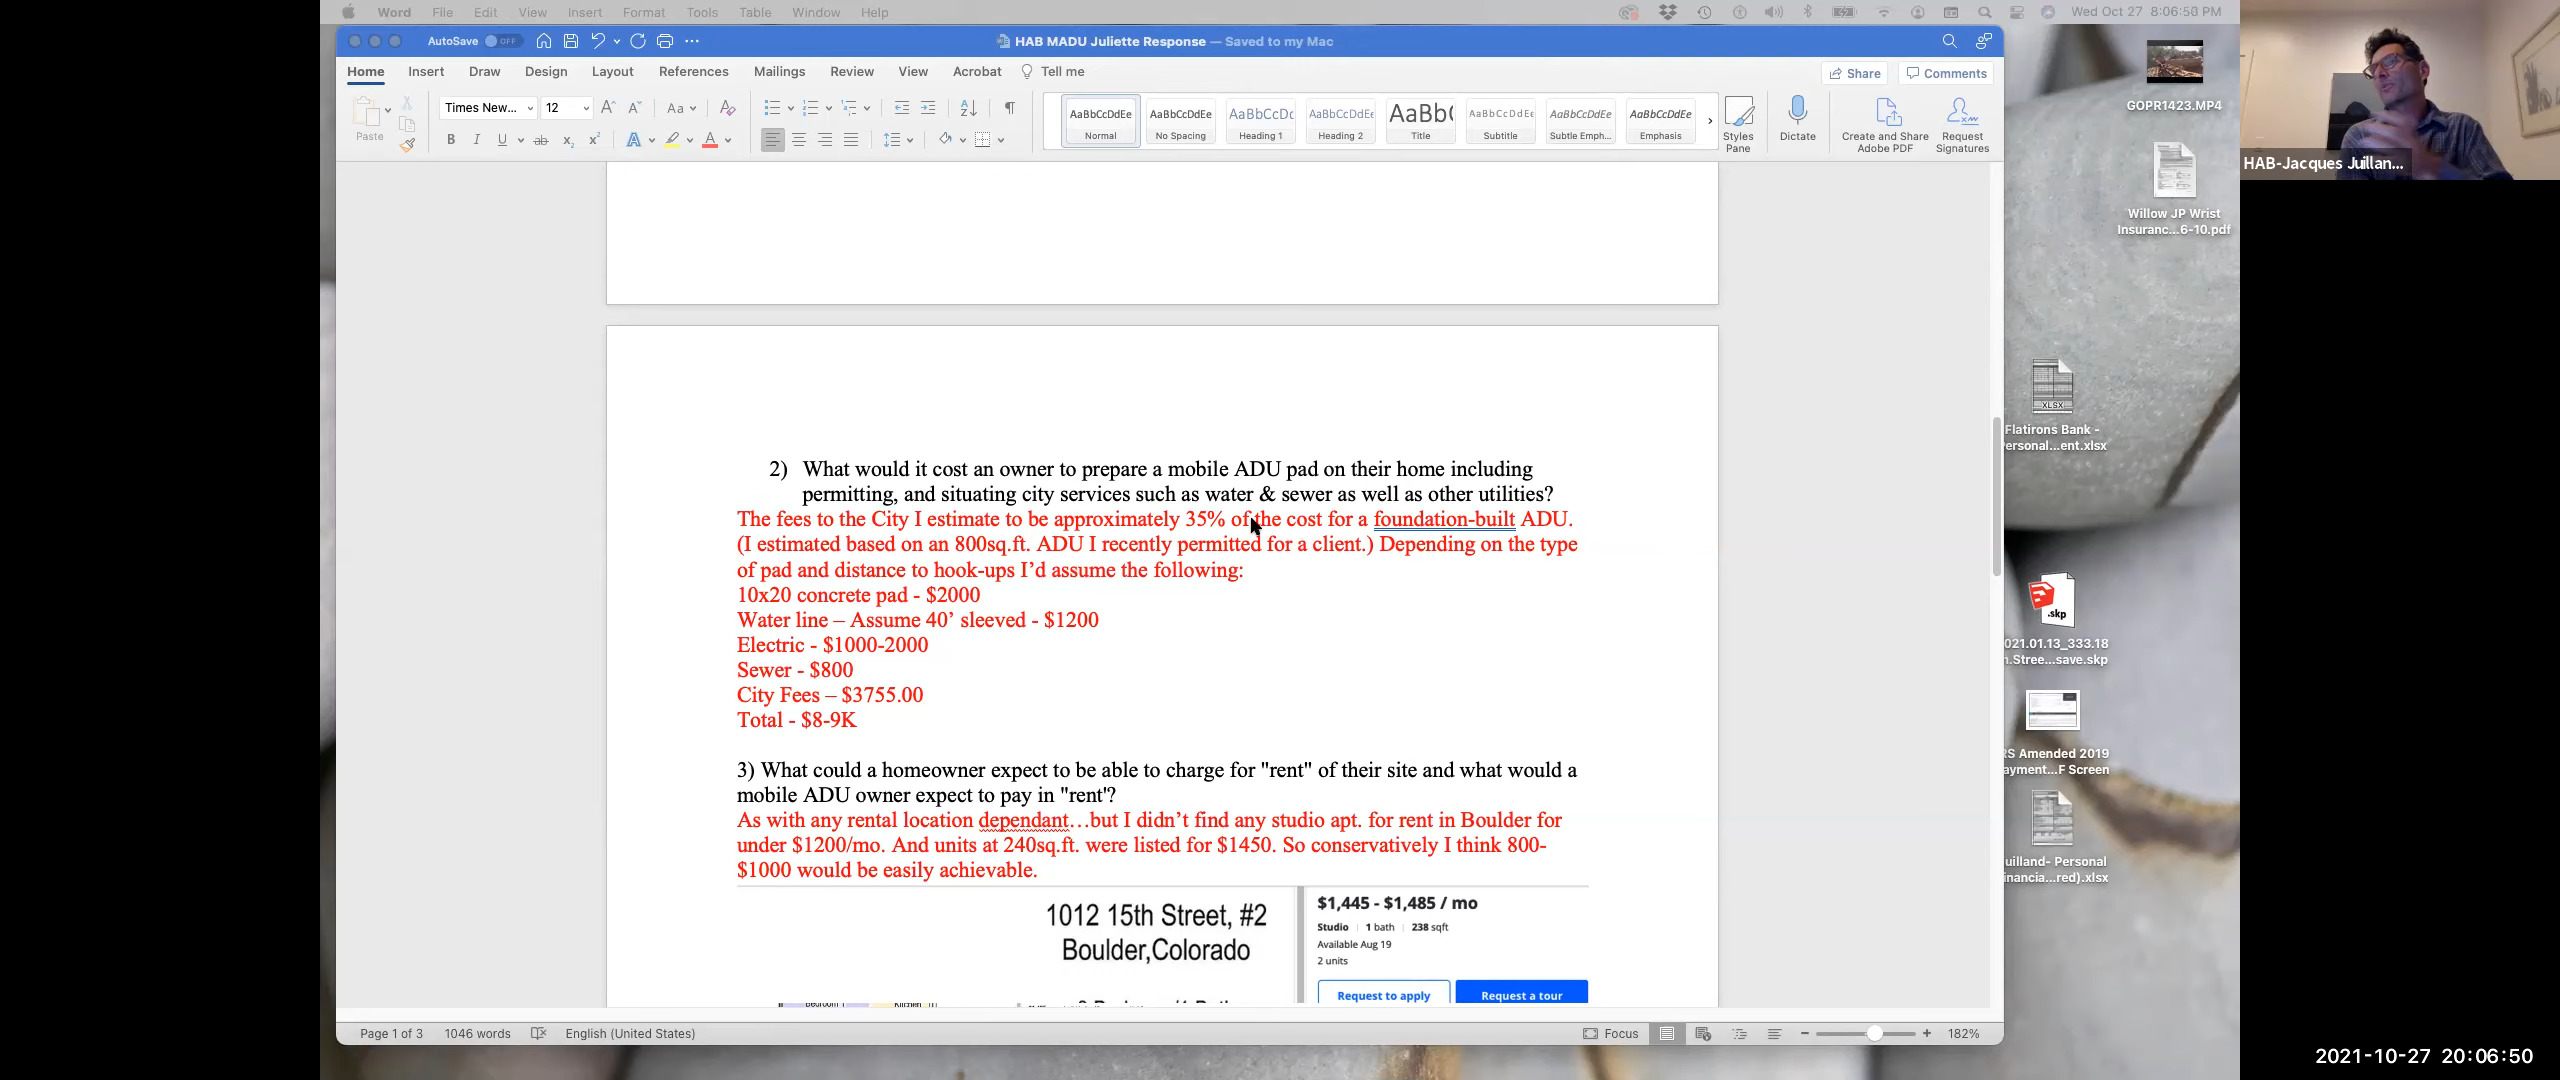 Word File Edit View Insert Format Tools Table Window Help
Wed Oct 27 8:06:50 PM
AutoSave OFF
HAB MADU Juliette Response — Saved to my Mac
Home Insert Draw Design Layout References Mailings Review View Acrobat Tell me
Share Comments
Paste
Times New... 12
AaBbCcDdEe Normal
AaBbCcDdEe No Spacing
AaBbCcDc Heading 1
AaBbCcDdEe Heading 2
AaBb( Title
AaBbCcDdEe Subtitle
AaBbCcDdEe Subtle Emph...
AaBbCcDdEe Emphasis
Styles Pane
Dictate
Create and Share Adobe PDF
Request Signatures
2) What would it cost an owner to prepare a mobile ADU pad on their home including
permitting, and situating city services such as water & sewer as well as other utilities?
The fees to the City I estimate to be approximately 35% of the cost for a foundation-built ADU.
(I estimated based on an 800sq.ft. ADU I recently permitted for a client.) Depending on the type
of pad and distance to hook-ups I’d assume the following:
10x20 concrete pad - $2000
Water line – Assume 40’ sleeved - $1200
Electric - $1000-2000
Sewer - $800
City Fees – $3755.00
Total - $8-9K
3) What could a homeowner expect to be able to charge for "rent" of their site and what would a
mobile ADU owner expect to pay in "rent'?
As with any rental location dependant…but I didn’t find any studio apt. for rent in Boulder for
under $1200/mo. And units at 240sq.ft. were listed for $1450. So conservatively I think 800-
$1000 would be easily achievable.
1012 15th Street, #2
Boulder,Colorado
$1,445 - $1,485 / mo
Studio 1 bath 238 sqft
Available Aug 19
2 units
Request to apply Request a tour
Page 1 of 3 1046 words English (United States)
Focus
182%
GOPR1423.MP4
Willow JP Wrist
Insuranc...6-10.pdf
XLSX
Flatirons Bank -
ersonal...ent.xlsx
.skp
021.01.13_333.18
n.Stree...save.skp
RS Amended 2019
ayment...F Screen
uilland- Personal
inancia...red).xlsx
HAB-Jacques Juillan...
2021-10-27 20:06:50